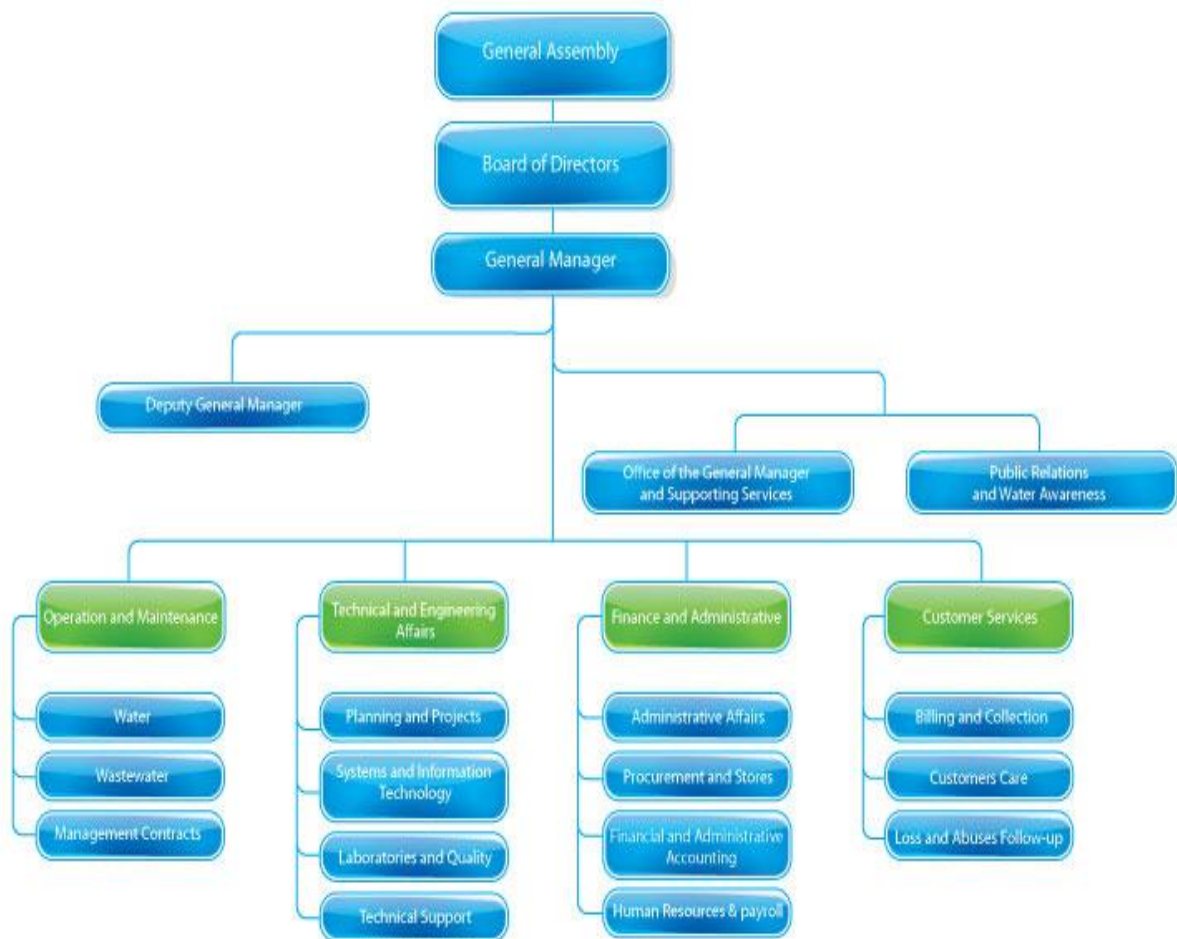 General Assembly
Board of Directors
General Manager
Deputy General Manager
Office of the General Manager
and Supporting Services
Public Relations
and Water Awareness
Operation and Maintenance
Water
Wastewater
Management Contracts
Technical and Engineering
Affairs
Planning and Projects
Systems and Information
Technology
Laboratories and Quality
Technical Support
Finance and Administrative
Administrative Affairs
Procurement and Stores
Financial and Administrative
Accounting
Human Resources & payroll
Customer Services
Billing and Collection
Customers Care
Loss and Abuses Follow-up